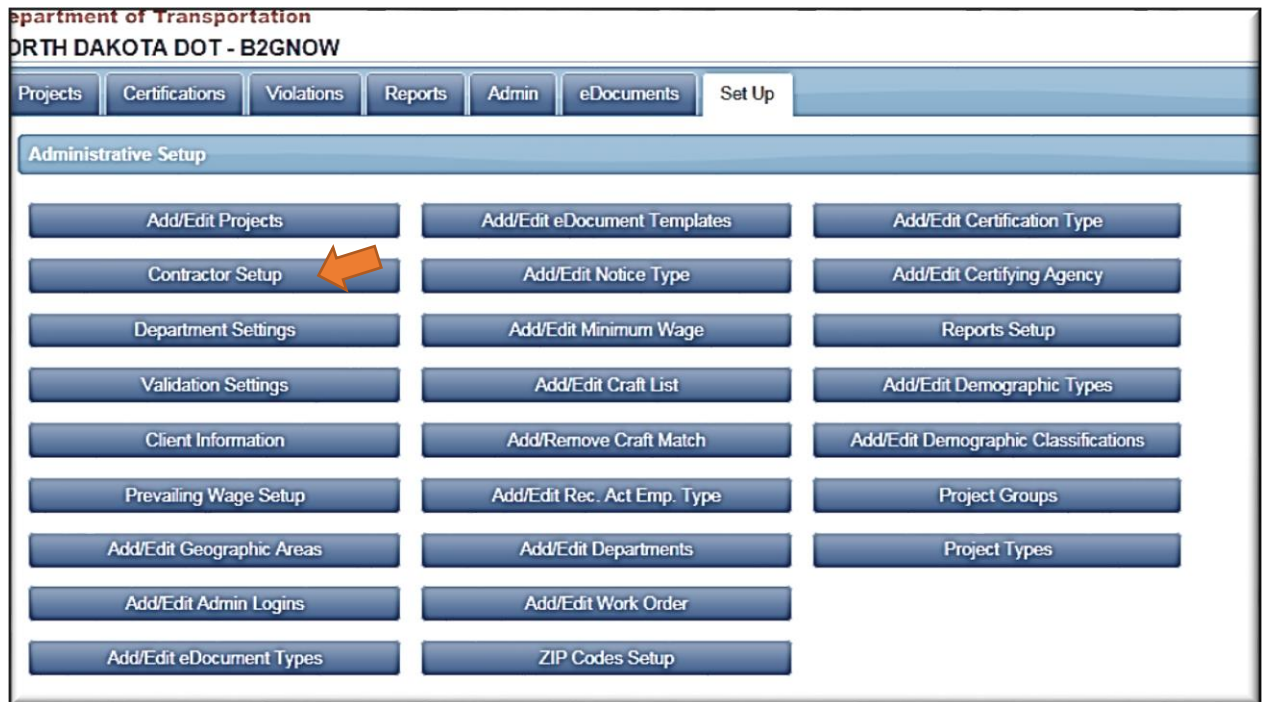 epartment of Transportation
ORTH DAKOTA DOT - B2GNOW
Projects Certifications Violations Reports Admin eDocuments Set Up
Administrative Setup
Add/Edit Projects Add/Edit eDocument Templates Add/Edit Certification Type
Contractor Setup Add/Edit Notice Type Add/Edit Certifying Agency
Department Settings Add/Edit Minimum Wage Reports Setup
Validation Settings Add/Edit Craft List Add/Edit Demographic Types
Client Information Add/Remove Craft Match Add/Edit Demographic Classifications
Prevailing Wage Setup Add/Edit Rec. Act Emp. Type Project Groups
Add/Edit Geographic Areas Add/Edit Departments Project Types
Add/Edit Admin Logins Add/Edit Work Order
Add/Edit eDocument Types ZIP Codes Setup